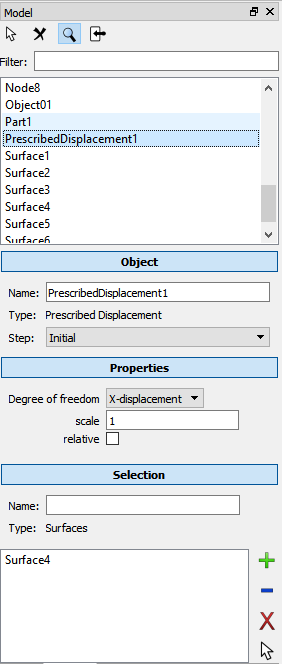 Model
Filter:
Node8
Object01
Part1
PrescribedDisplacement1
Surface1
Surface2
Surface3
Surface4
Surface5
Surface6
Object
Name: PrescribedDisplacement1
Type: Prescribed Displacement
Step: Initial
Properties
Degree of freedom X-displacement
scale 1
relative
Selection
Name:
Type: Surfaces
Surface4